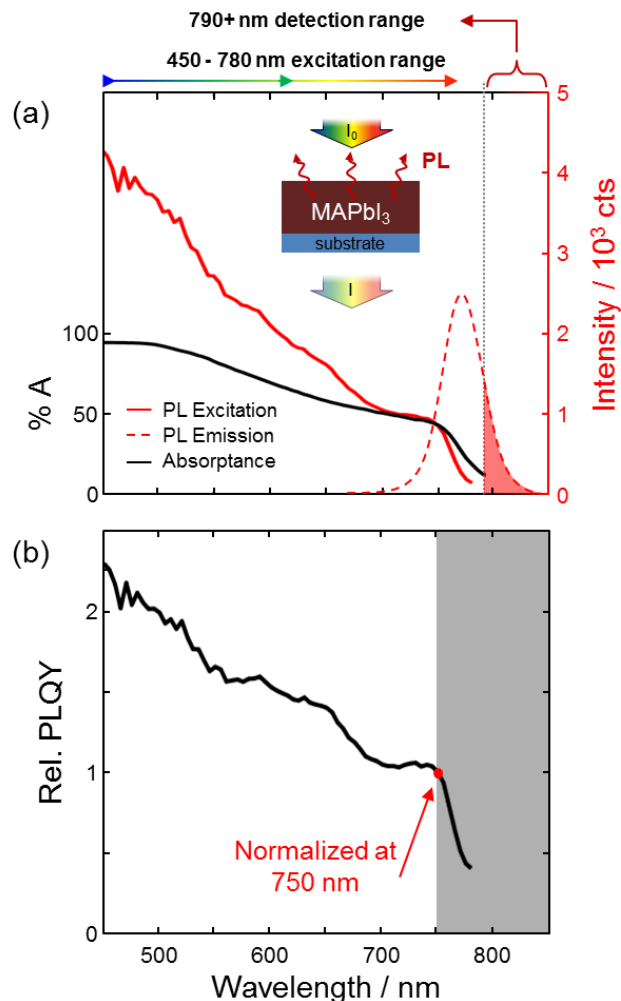 790+ nm detection range
450 - 780 nm excitation range
(a)
I0
PL
MAPbI3
substrate
I
100
50
0
% A
5
4
3
2
1
0
Intensity / 10³ cts
PL Excitation
PL Emission
Absorptance
800
(b)
2
1
0
Rel. PLQY
Normalized at
750 nm
500
600
700
800
Wavelength / nm